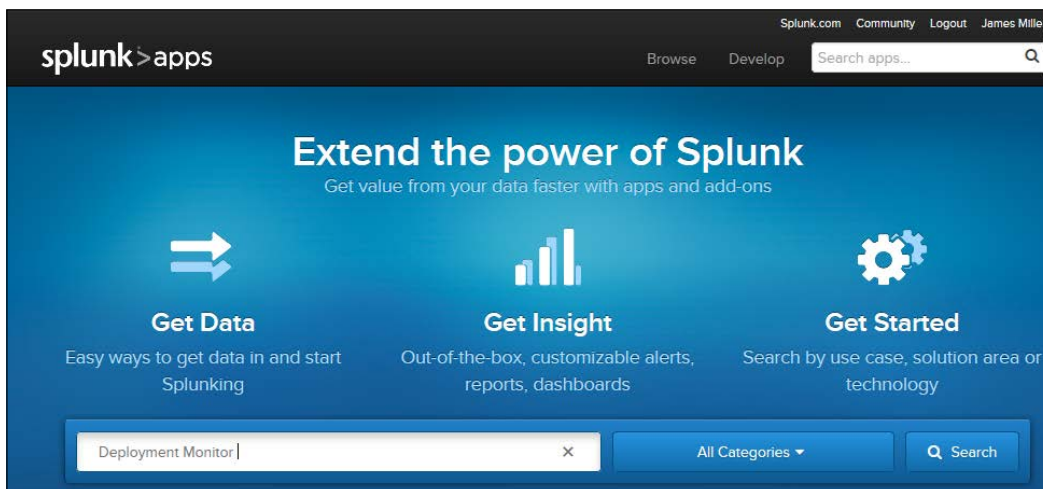 Splunk.com Community Logout James Mille
splunk>apps
Browse Develop Search apps...
Extend the power of Splunk
Get value from your data faster with apps and add-ons
Get Data
Easy ways to get data in and start
Splunking
Get Insight
Out-of-the-box, customizable alerts,
reports, dashboards
Get Started
Search by use case, solution area or
technology
Deployment Monitor
All Categories
Search